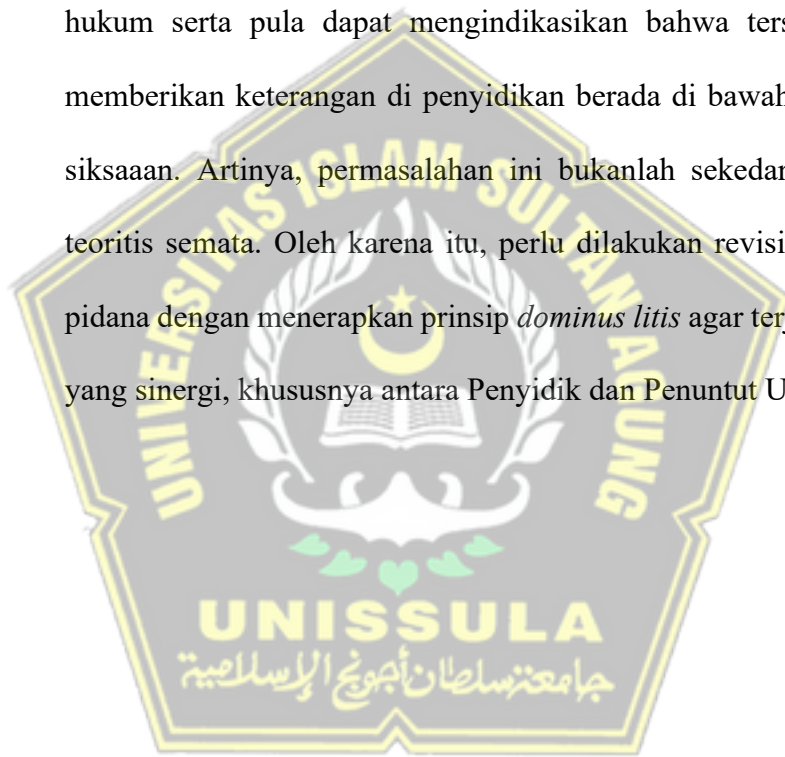 hukum serta pula dapat mengindikasikan bahwa ters
memberikan keterangan di penyidikan berada di bawah
siksaaan. Artinya, permasalahan ini bukanlah sekedar
teoritis semata. Oleh karena itu, perlu dilakukan revisi
pidana dengan menerapkan prinsip dominus litis agar ter
yang sinergi, khususnya antara Penyidik dan Penuntut U
UNIVERSITAS ISLAM SULTAN AGUNG
UNISSULA
جامعة سلطان أجونج الإسلامية